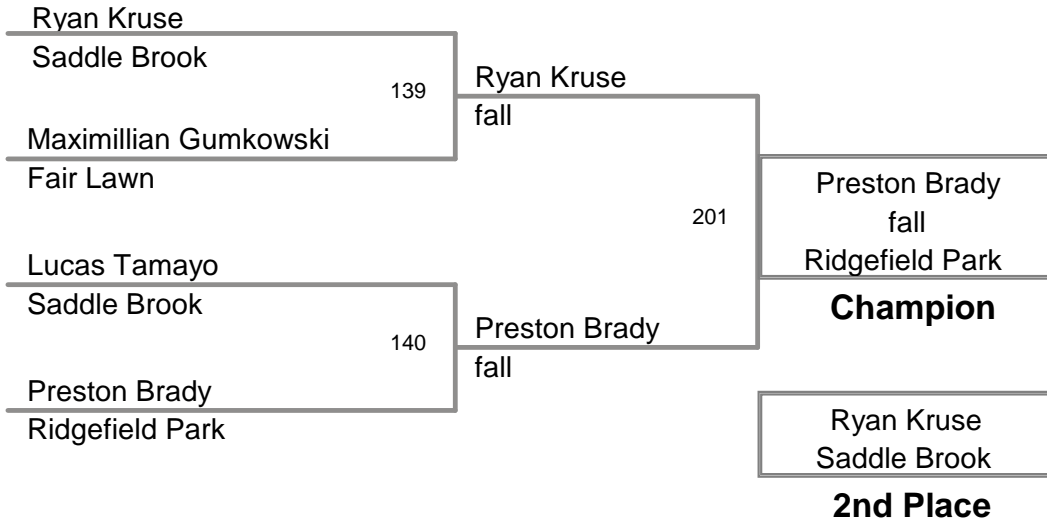 Ryan Kruse
Saddle Brook
139
Maximillian Gumkowski
Fair Lawn
Lucas Tamayo
Saddle Brook
140
Preston Brady
Ridgefield Park
Ryan Kruse
fall
201
Preston Brady
fall
Preston Brady
fall
Ridgefield Park
Champion
Ryan Kruse
Saddle Brook
2nd Place